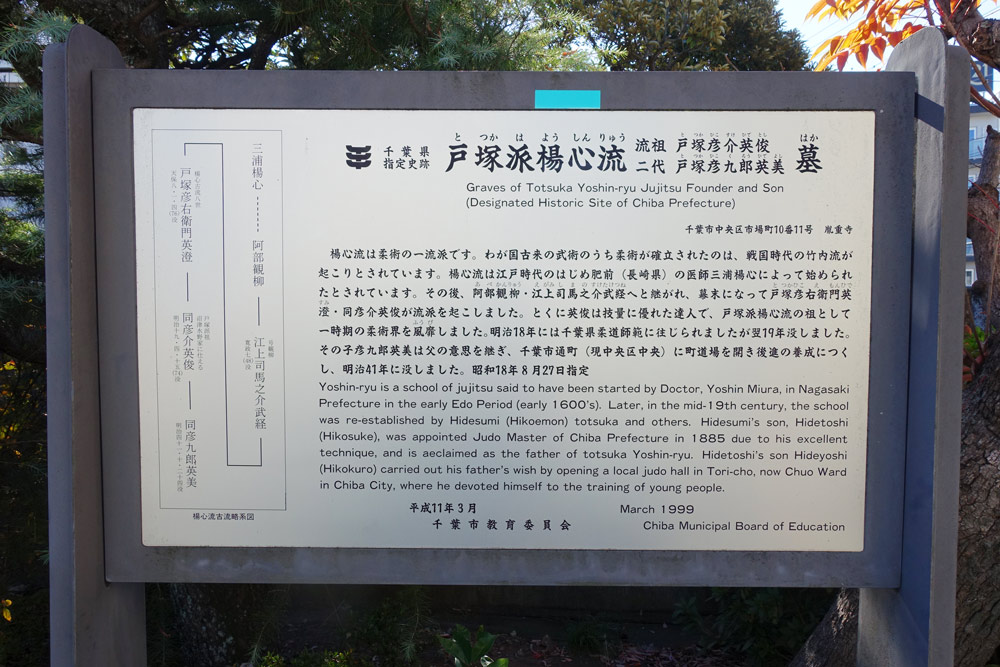 千葉県
指定史跡
とつかはようしんりゅう
戸塚派楊心流
流祖 戸塚彦介英俊
二代 戸塚彦九郎英美
はか
墓
Graves of Totsuka Yoshin-ryu Jujitsu Founder and Son
(Designated Historic Site of Chiba Prefecture)
千葉市中央区市場町10番11号 胤重寺
楊心流は柔術の一流派です。わが国古来の武術のうち柔術が確立されたのは、戦国時代の竹内流が
起こりとされています。楊心流は江戸時代のはじめ肥前(長崎県)の医師三浦楊心によって始められ
たとされています。その後、阿部観柳・江上司馬之介武経へと継がれ、幕末になって戸塚彦右衛門英
澄・同彦介英俊が流派を起こしました。とくに英俊は技量に優れた達人で、戸塚派楊心流の祖として
一時期の柔術界を風靡しました。明治18年には千葉県柔道師範に往じられましたが翌19年没しました。
その子彦九郎英美は父の意思を継ぎ、千葉市通町(現中央区中央)に町道場を開き後進の養成につく
し、明治41年に没しました。昭和18年8月27日指定
Yoshin-ryu is a school of jujitsu said to have been started by Doctor, Yoshin Miura, in Nagasaki
Prefecture in the early Edo Period (early 1600's). Later, in the mid-19th century, the school
was re-established by Hidesumi (Hikoemon) totsuka and others. Hidesumi's son, Hidetoshi
(Hikosuke), was appointed Judo Master of Chiba Prefecture in 1885 due to his excellent
technique, and is aeclaimed as the father of totsuka Yoshin-ryu. Hidetoshi's son Hideyoshi
(Hikokuro) carried out his father's wish by opening a local judo hall in Tori-cho, now Chuo Ward
in Chiba City, where he devoted himself to the training of young people.
平成11年3月
千葉市教育委員会
March 1999
Chiba Municipal Board of Education
三浦楊心
阿部観柳
江上司馬之介武経
戸塚彦右衛門英澄
同彦介英俊
同彦九郎英美
楊心流古流略系図